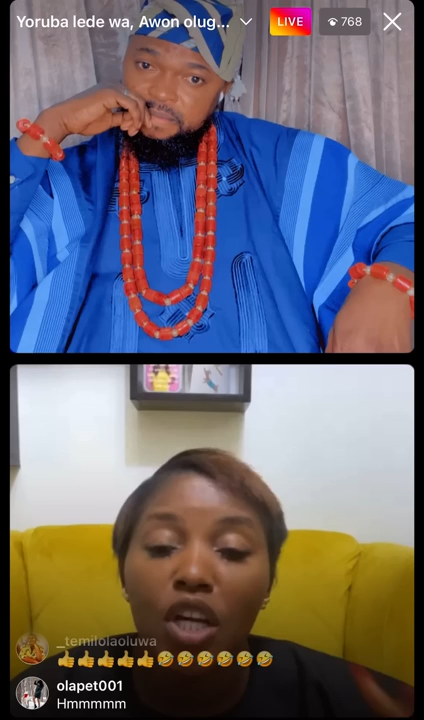 Yoruba lede wa, Awon olug...
LIVE
768
_temilolaoluwa
👍👍👍👍👍🤣🤣🤣🤣🤣🤣
olapet001
Hmmmmm